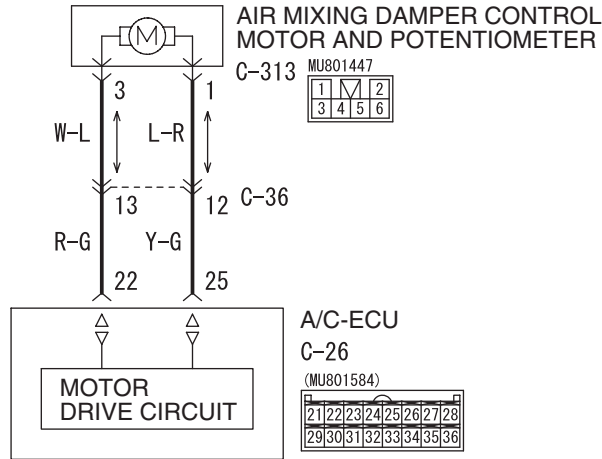 AIR MIXING DAMPER CONTROL
MOTOR AND POTENTIOMETER
M
C-313
MU801447
1 2
3 4 5 6
3 1
W-L L-R
13 12 C-36
R-G Y-G
22 25
A/C-ECU
C-26
(MU801584)
MOTOR
DRIVE CIRCUIT
21 22 23 24 25 26 27 28
29 30 31 32 33 34 35 36